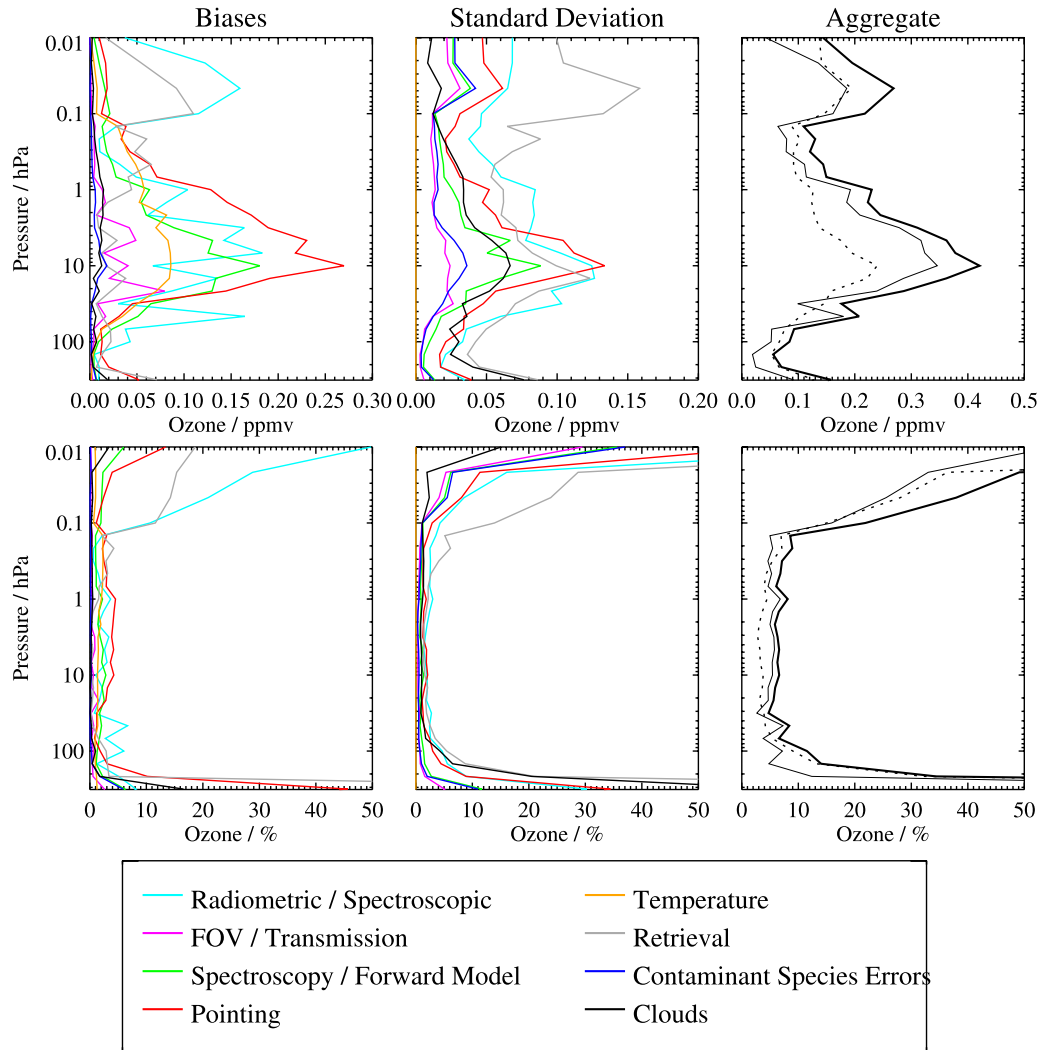 Biases Standard Deviation Aggregate
Pressure / hPa
0.01
0.1
1
10
100
0.00 0.05 0.10 0.15 0.20 0.25 0.30
Ozone / ppmv
0.00 0.05 0.10 0.15 0.20
Ozone / ppmv
0.0 0.1 0.2 0.3 0.4 0.5
Ozone / ppmv
Pressure / hPa
0.01
0.1
1
10
100
0 10 20 30 40 50
Ozone / %
0 10 20 30 40 50
Ozone / %
0 10 20 30 40 50
Ozone / %
Radiometric / Spectroscopic
FOV / Transmission
Spectroscopy / Forward Model
Pointing
Temperature
Retrieval
Contaminant Species Errors
Clouds